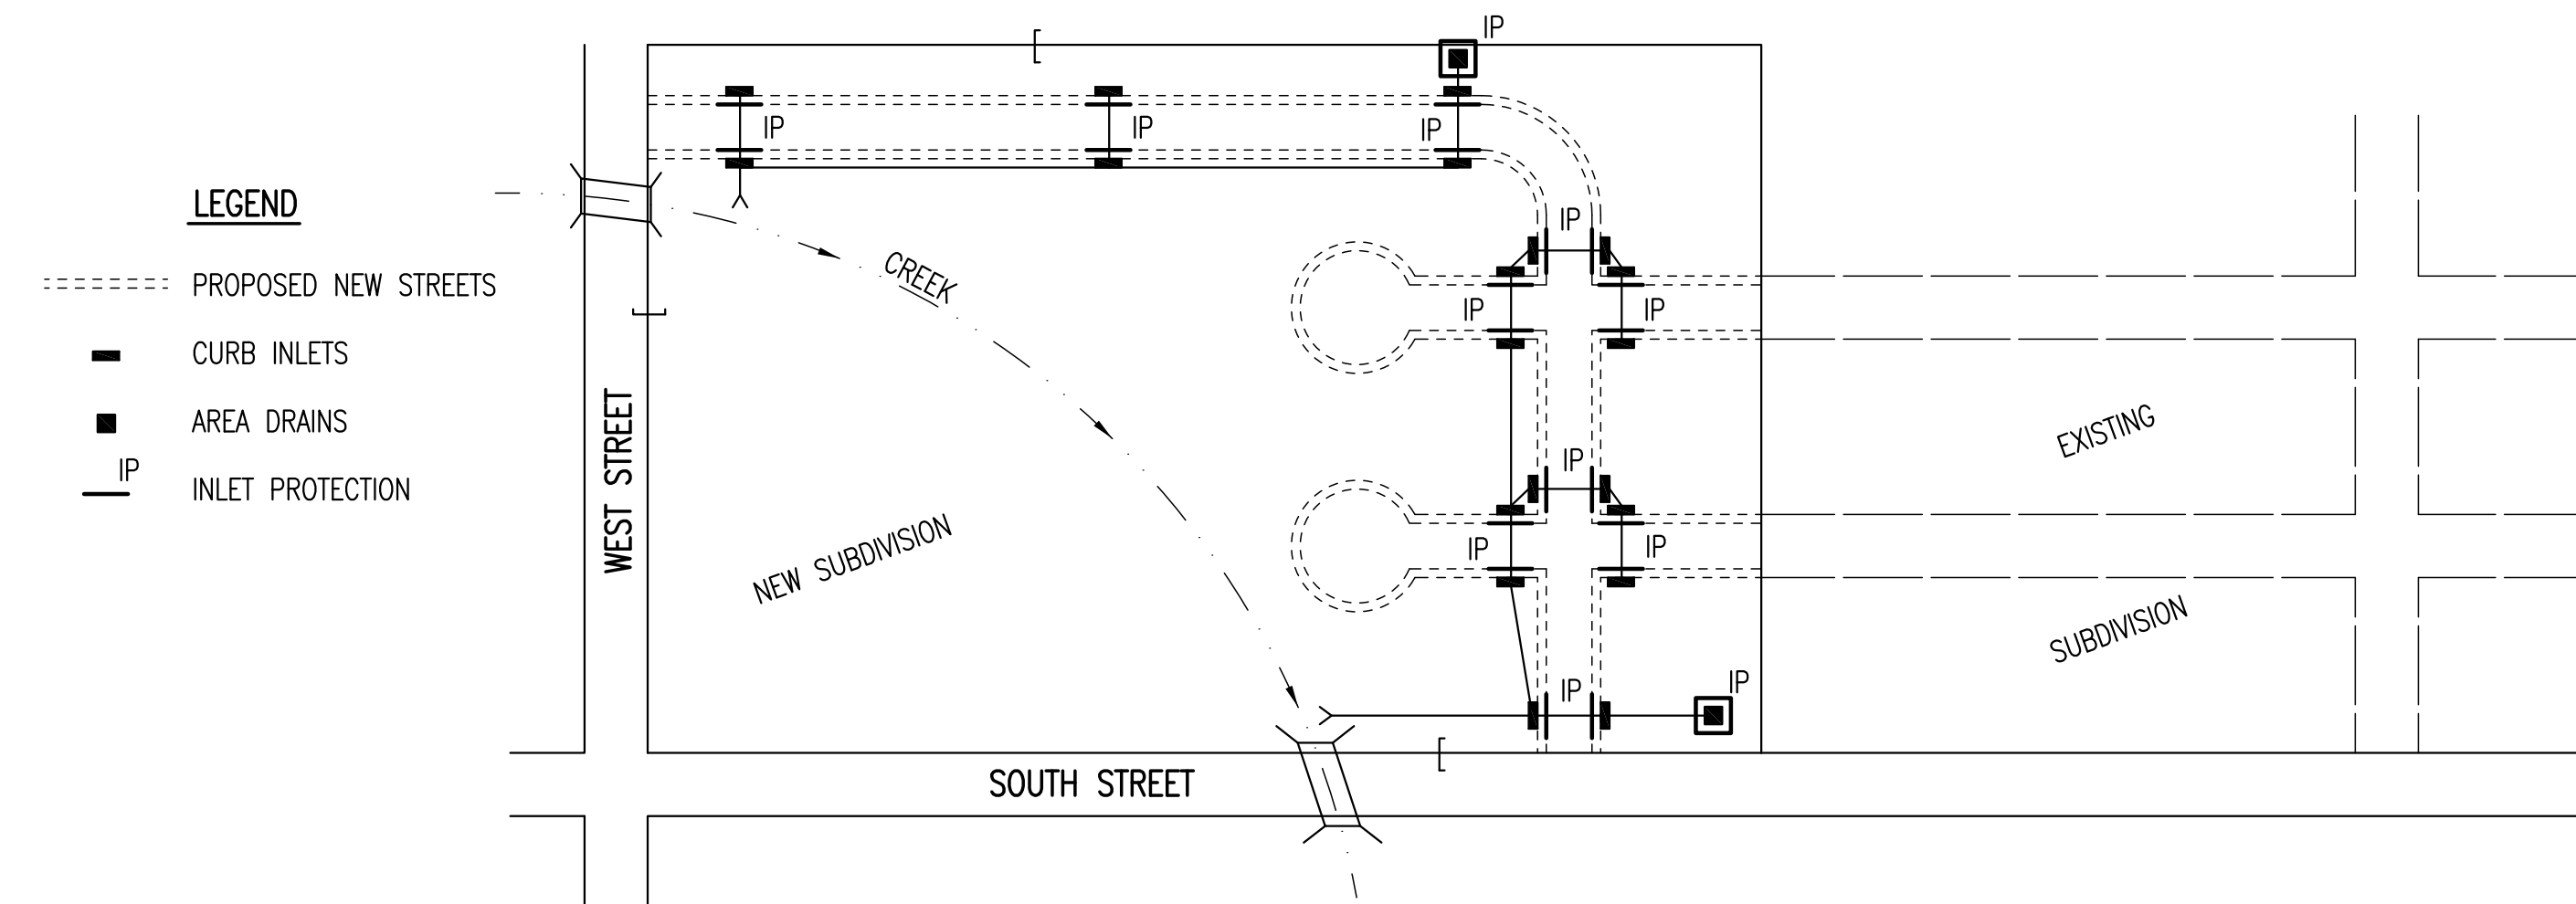 IP
IP
IP
IP
LEGEND
IP
CREEK
PROPOSED NEW STREETS
IP
IP
CURB INLETS
AREA DRAINS
EXISTING
IP
IP
INLET PROTECTION
WEST STREET
NEW SUBDIVISION
IP
IP
SUBDIVISION
IP
IP
SOUTH STREET